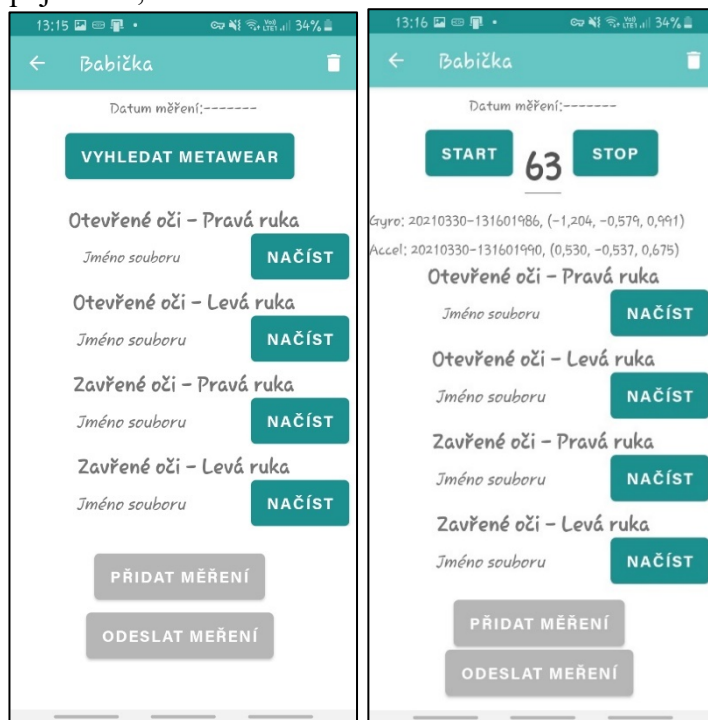 13:15 34%
Babička
Datum měření:-------
VYHLEDAT METAWEAR
Otevřené oči – Pravá ruka
Jméno souboru NAČÍST
Otevřené oči – Levá ruka
Jméno souboru NAČÍST
Zavřené oči – Pravá ruka
Jméno souboru NAČÍST
Zavřené oči – Levá ruka
Jméno souboru NAČÍST
PŘIDAT MĚŘENÍ
ODESLAT MEŘENÍ
13:16 34%
Babička
Datum měření:-------
START 63 STOP
Gyro: 20210330-131601986, (-1,204, -0,579, 0,991)
Accel: 20210330-131601990, (0,530, -0,537, 0,675)
Otevřené oči – Pravá ruka
Jméno souboru NAČÍST
Otevřené oči – Levá ruka
Jméno souboru NAČÍST
Zavřené oči – Pravá ruka
Jméno souboru NAČÍST
Zavřené oči – Levá ruka
Jméno souboru NAČÍST
PŘIDAT MĚŘENÍ
ODESLAT MEŘENÍ